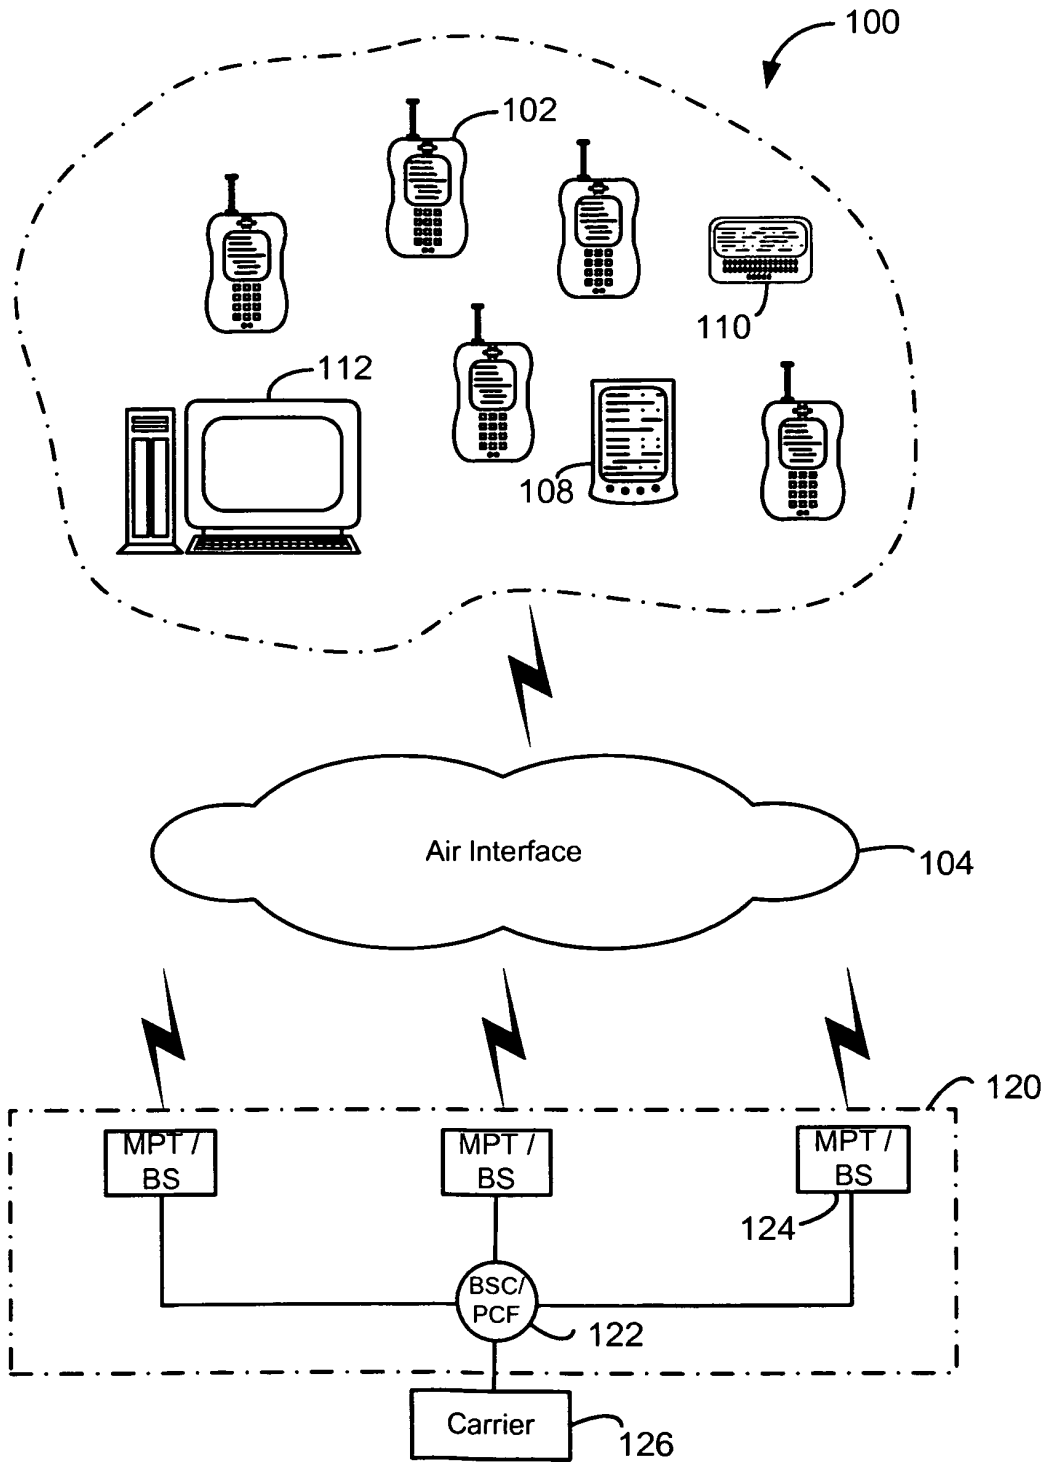 100
102
110
112
108
Air Interface
104
120
MPT /
BS
MPT /
BS
MPT /
BS
124
BSC/
PCF
122
Carrier
126